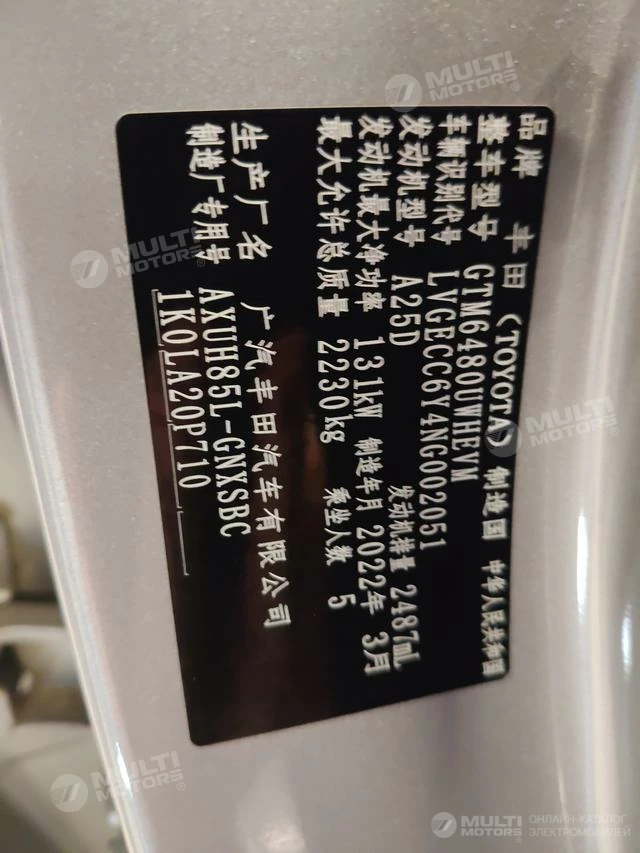 品牌 丰田（TOYOTA） 制造国 中华人民共和国
整车型号 GTM6480UWHEVM
车辆识别代号 LVGECC6Y4NG002051
发动机型号 A25D 发动机排量 2487mL
发动机最大净功率 131kW 制造年月 2022年 3月
最大允许总质量 2230kg 乘坐人数 5
生产厂名 广汽丰田汽车有限公司
制造厂专用号 AXUH85L-GNXSBC
1K0LA20P710
MULTI MOTORS®
MULTI MOTORS®
MULTI MOTORS®
MULTI MOTORS®
MULTI MOTORS® ОНЛАЙН-КАТАЛОГ ЭЛЕКТРОМОБИЛЕЙ